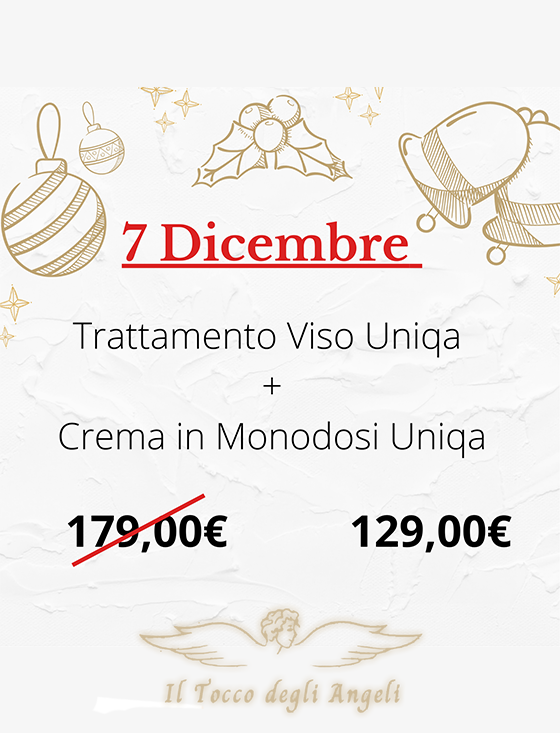 7 Dicembre
Trattamento Viso Uniqa
+
Crema in Monodosi Uniqa
179,00€ 129,00€
Il Tocco degli Angeli